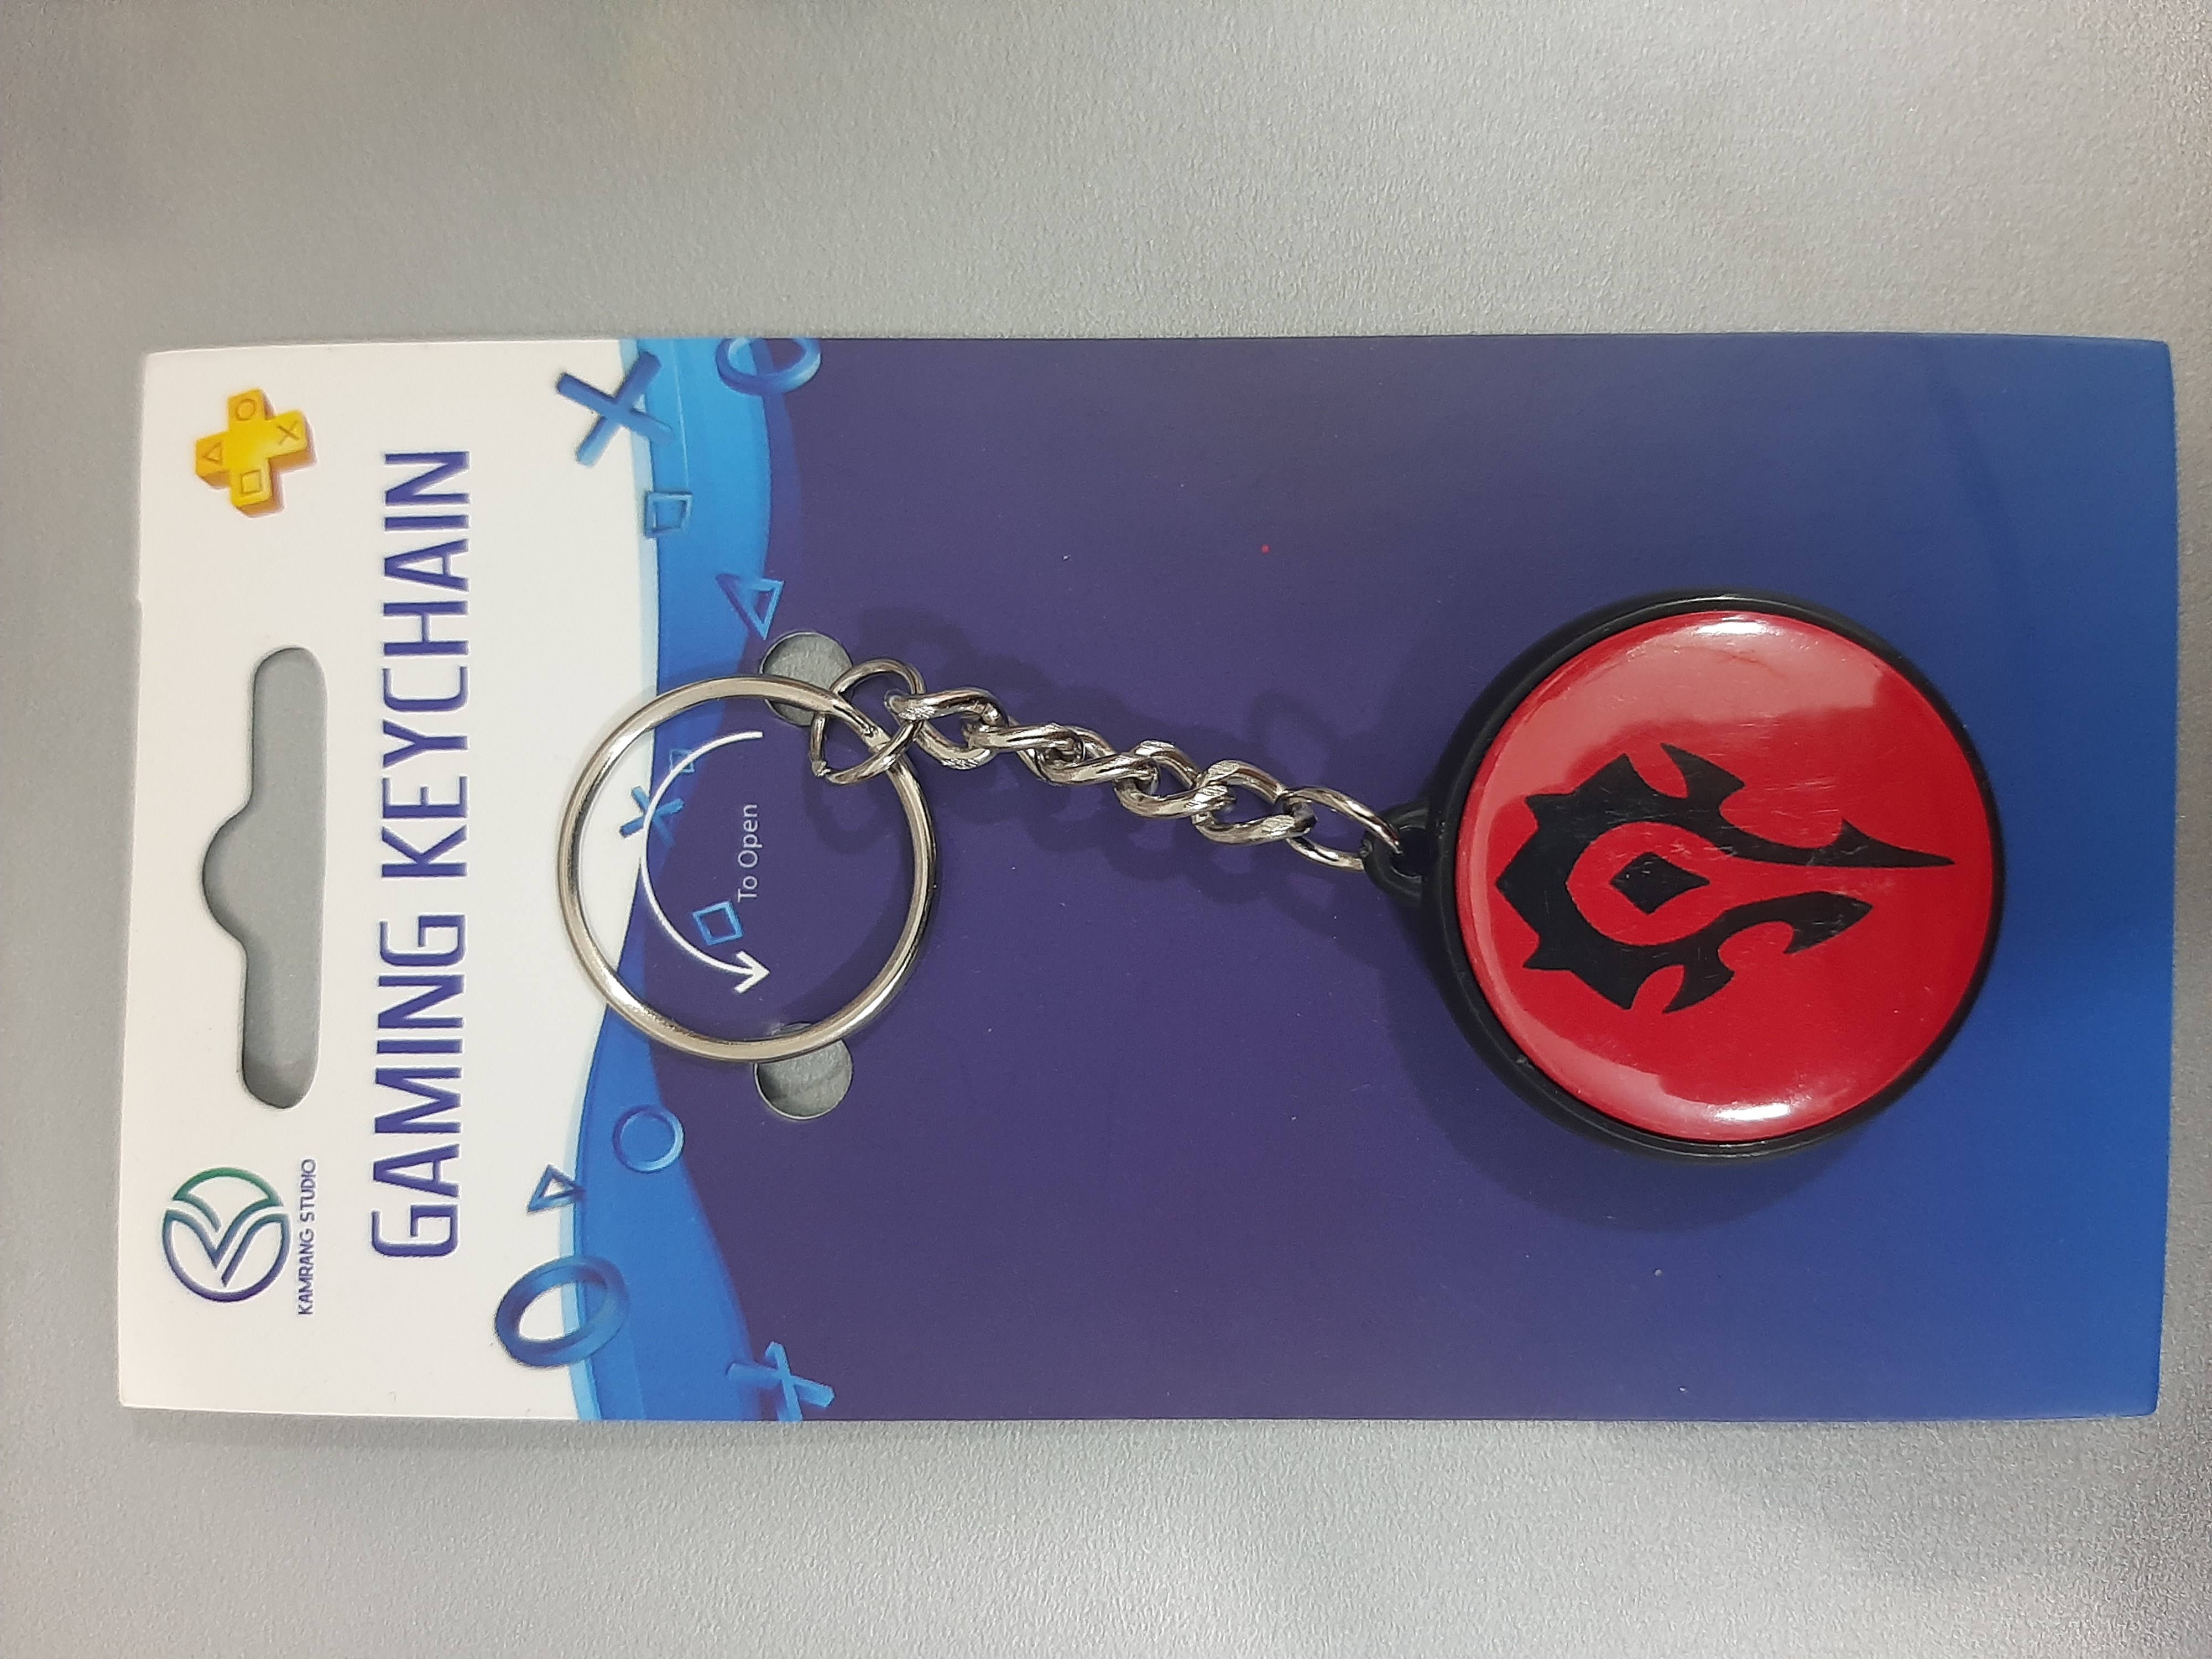 KAMRANG STUDIO
GAMING KEYCHAIN
To Open